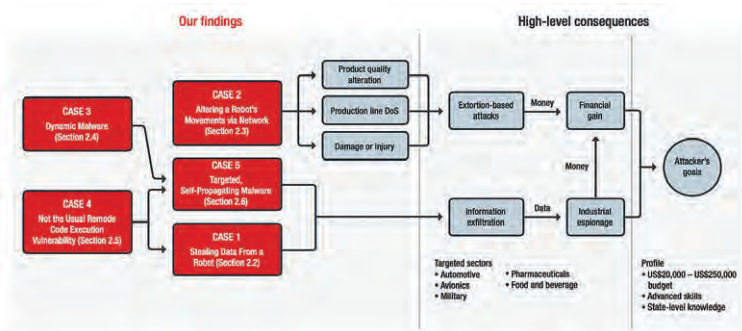 Our findings
High-level consequences
CASE 3
Dynamic Malware
(Section 2.4)
CASE 4
Not the Usual Remode
Code Execution
Vulnerability (Section 2.5)
CASE 2
Altering a Robot's
Movements via Network
(Section 2.3)
CASE 5
Targeted,
Self-Propagating Malware
(Section 2.6)
CASE 1
Stealing Data From a
Robot (Section 2.2)
Product quality
alteration
Production line DoS
Damage or injury
Extortion-based
attacks
Money
Financial
gain
Money
Information
exfiltration
Data
Industrial
espionage
Attacker's
goals
Targeted sectors
• Automotive
• Avionics
• Military
• Pharmaceuticals
• Food and beverage
Profile
• US$20,000 – US$250,000
budget
• Advanced skills
• State-level knowledge